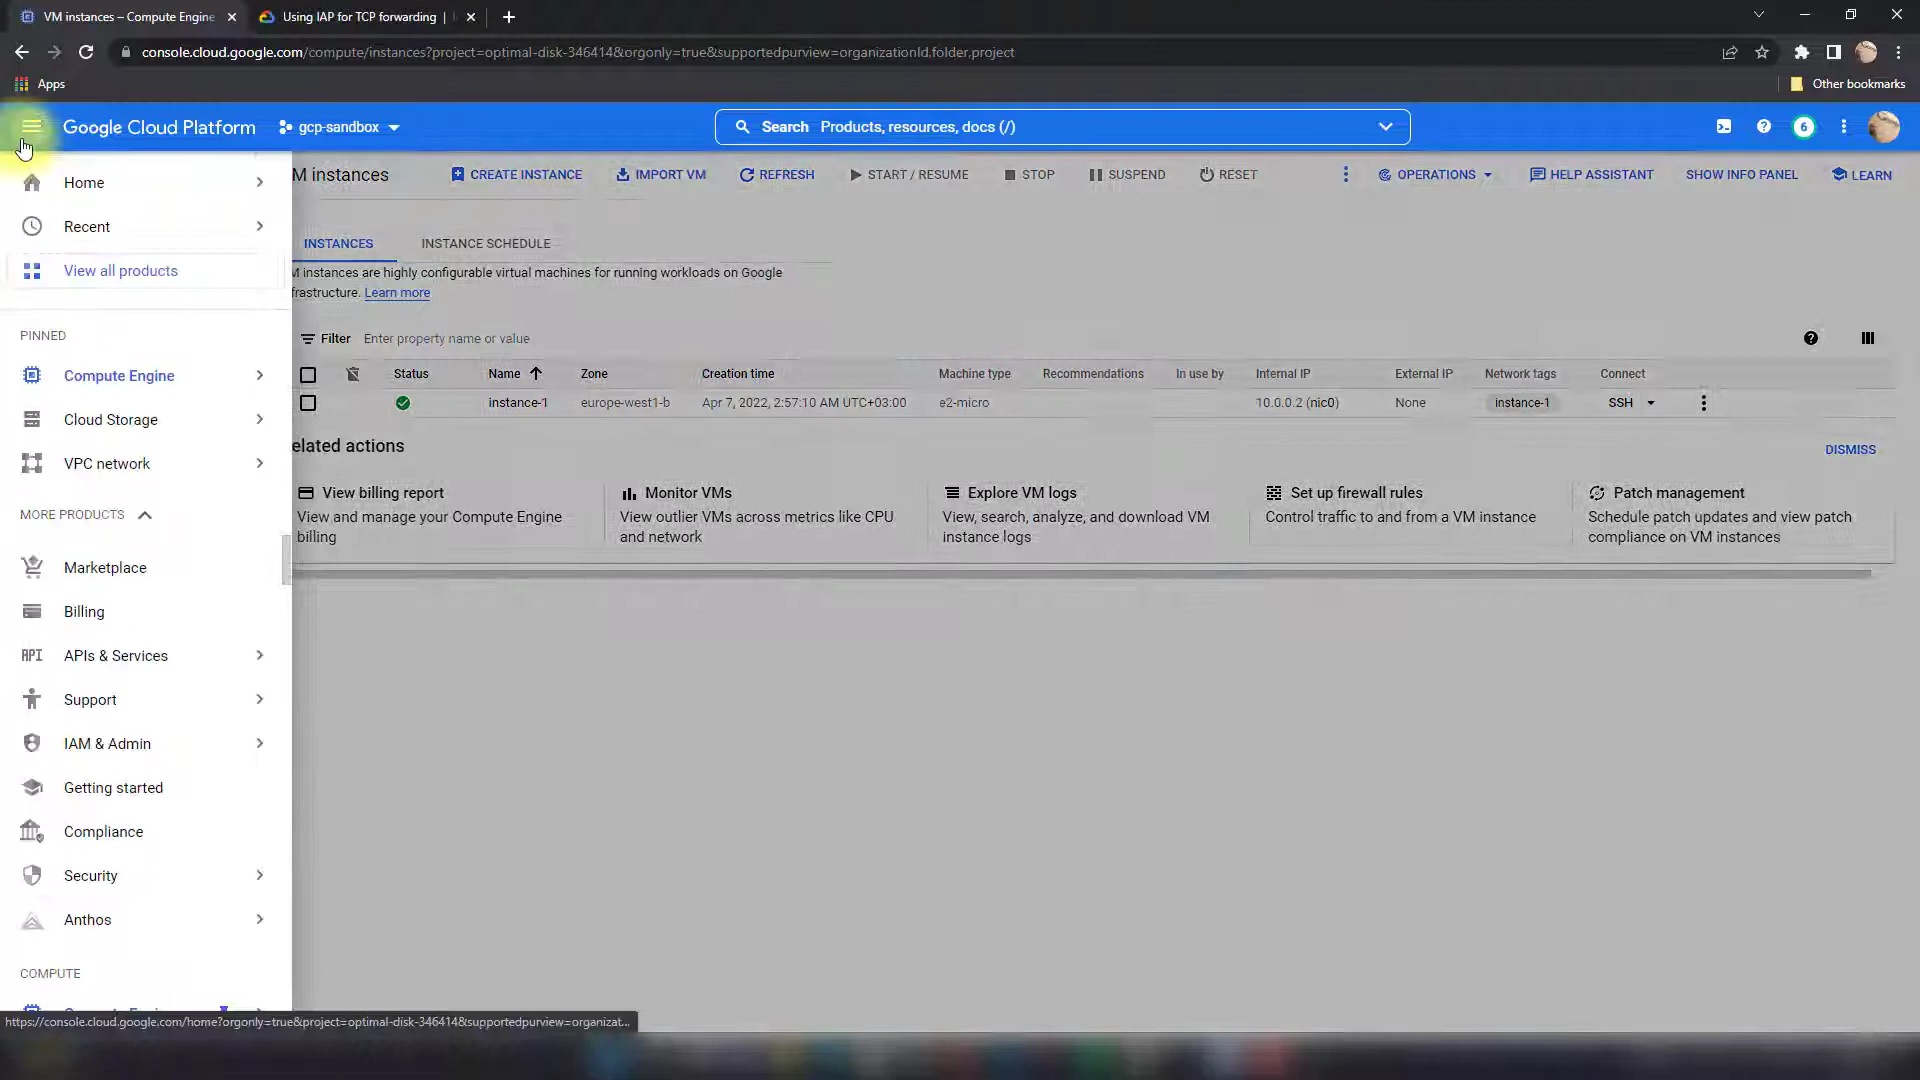 VM instances – Compute Engine
Using IAP for TCP forwarding |
console.cloud.google.com/compute/instances?project=optimal-disk-346414&orgonly=true&supportedpurview=organizationId,folder,project
Apps
Other bookmarks
Google Cloud Platform
gcp-sandbox
Search Products, resources, docs (/)
6
Home
Recent
View all products
PINNED
Compute Engine
Cloud Storage
VPC network
MORE PRODUCTS
Marketplace
Billing
API APIs & Services
Support
IAM & Admin
Getting started
Compliance
Security
Anthos
COMPUTE
Compute Engine
https://console.cloud.google.com/home?orgonly=true&project=optimal-disk-346414&supportedpurview=organizat...
M instances
CREATE INSTANCE
IMPORT VM
REFRESH
START / RESUME
STOP
SUSPEND
RESET
OPERATIONS
HELP ASSISTANT
SHOW INFO PANEL
LEARN
INSTANCES
INSTANCE SCHEDULE
M instances are highly configurable virtual machines for running workloads on Google
frastructure. Learn more
Filter Enter property name or value
Status Name Zone Creation time Machine type Recommendations In use by Internal IP External IP Network tags Connect
instance-1 europe-west1-b Apr 7, 2022, 2:57:10 AM UTC+03:00 e2-micro 10.0.0.2 (nic0) None instance-1 SSH
elated actions
DISMISS
View billing report
View and manage your Compute Engine
billing
Monitor VMs
View outlier VMs across metrics like CPU
and network
Explore VM logs
View, search, analyze, and download VM
instance logs
Set up firewall rules
Control traffic to and from a VM instance
Patch management
Schedule patch updates and view patch
compliance on VM instances